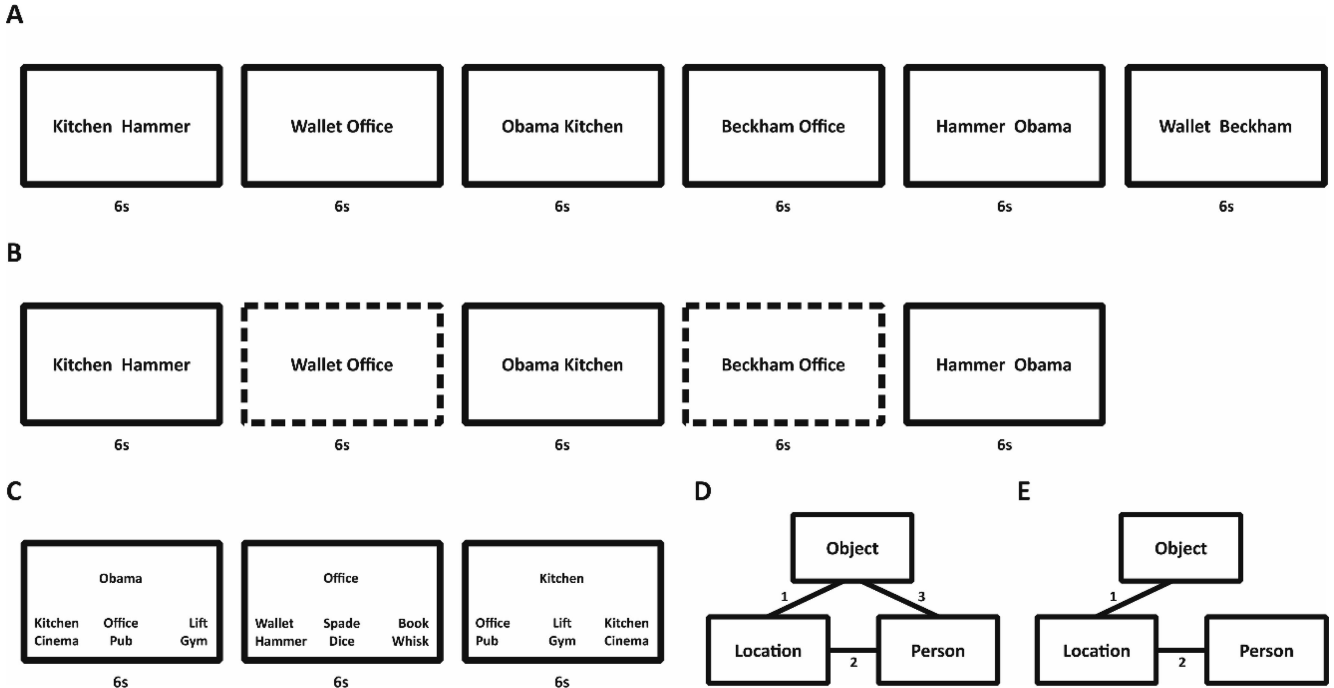 A
Kitchen Hammer
Wallet Office
Obama Kitchen
Beckham Office
Hammer Obama
Wallet Beckham
6s
6s
6s
6s
6s
6s
B
Kitchen Hammer
Wallet Office
Obama Kitchen
Beckham Office
Hammer Obama
6s
6s
6s
6s
6s
C
Obama
Kitchen Office Lift
Cinema Pub Gym
6s
Office
Wallet Spade Book
Hammer Dice Whisk
6s
Kitchen
Office Lift Kitchen
Pub Gym Cinema
6s
D
Object
1
3
Location
2
Person
E
Object
1
Location
2
Person